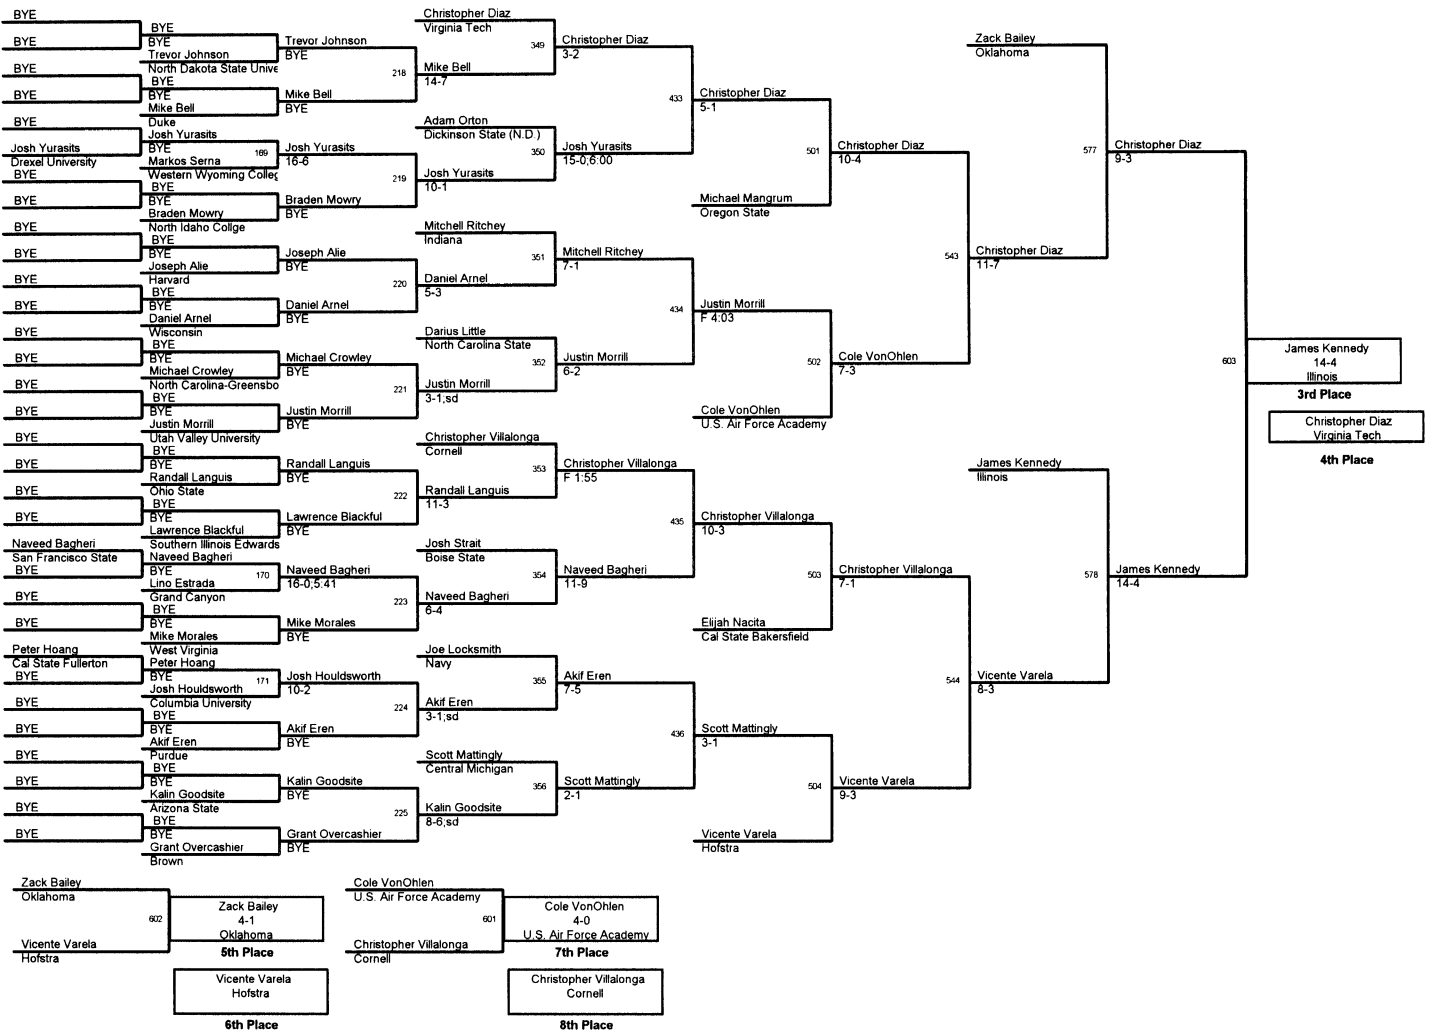 BYE
BYE
BYE
BYE
BYE
Josh Yurasits
Drexel University
BYE
BYE
BYE
BYE
BYE
BYE
BYE
BYE
BYE
BYE
BYE
BYE
BYE
BYE
Naveed Bagheri
San Francisco State
BYE
BYE
BYE
Peter Hoang
Cal State Fullerton
BYE
BYE
BYE
BYE
BYE
BYE
BYE
BYE
BYE
Trevor Johnson
North Dakota State Unive
BYE
BYE
Mike Bell
Duke
Josh Yurasits
BYE
169
Markos Serna
Western Wyoming Colleg
BYE
BYE
Braden Mowry
North Idaho Collge
BYE
BYE
Joseph Alie
Harvard
BYE
BYE
Daniel Arnel
Wisconsin
BYE
BYE
Michael Crowley
North Carolina-Greensbo
BYE
BYE
Justin Morrill
Utah Valley University
BYE
BYE
Randall Languis
Ohio State
BYE
BYE
Lawrence Blackful
Southern Illinois Edwards
Naveed Bagheri
BYE
170
Lino Estrada
Grand Canyon
BYE
BYE
Mike Morales
West Virginia
Peter Hoang
BYE
171
Josh Houldsworth
Columbia University
BYE
BYE
Akif Eren
Purdue
BYE
BYE
Kalin Goodsite
Arizona State
BYE
BYE
Grant Overcashier
Brown
Trevor Johnson
BYE
218
Mike Bell
BYE
Josh Yurasits
16-6
219
Braden Mowry
BYE
Joseph Alie
BYE
220
Daniel Arnel
BYE
Michael Crowley
BYE
221
Justin Morrill
BYE
Randall Languis
BYE
222
Lawrence Blackful
BYE
Naveed Bagheri
16-0;5:41
223
Mike Morales
BYE
Josh Houldsworth
10-2
224
Akif Eren
BYE
Kalin Goodsite
BYE
225
Grant Overcashier
BYE
Christopher Diaz
Virginia Tech
349
Mike Bell
14-7
Adam Orton
Dickinson State (N.D.)
350
Josh Yurasits
10-1
Mitchell Ritchey
Indiana
351
Daniel Arnel
5-3
Darius Little
North Carolina State
352
Justin Morrill
3-1;sd
Christopher Villalonga
Cornell
353
Randall Languis
11-3
Josh Strait
Boise State
354
Naveed Bagheri
6-4
Joe Locksmith
Navy
355
Akif Eren
3-1;sd
Scott Mattingly
Central Michigan
356
Kalin Goodsite
8-6;sd
Christopher Diaz
3-2
433
Josh Yurasits
15-0;6:00
Mitchell Ritchey
7-1
434
Justin Morrill
6-2
Christopher Villalonga
F 1:55
435
Naveed Bagheri
11-9
Akif Eren
7-5
436
Scott Mattingly
2-1
Christopher Diaz
5-1
501
Michael Mangrum
Oregon State
Justin Morrill
F 4:03
502
Cole VonOhlen
U.S. Air Force Academy
Christopher Villalonga
10-3
503
Elijah Nacita
Cal State Bakersfield
Scott Mattingly
3-1
504
Vicente Varela
Hofstra
Christopher Diaz
10-4
543
Cole VonOhlen
7-3
Christopher Villalonga
7-1
544
Vicente Varela
9-3
Zack Bailey
Oklahoma
577
Christopher Diaz
11-7
James Kennedy
Illinois
578
Vicente Varela
8-3
Christopher Diaz
9-3
603
James Kennedy
14-4
James Kennedy
14-4
Illinois
3rd Place
Christopher Diaz
Virginia Tech
4th Place
Zack Bailey
Oklahoma
602
Vicente Varela
Hofstra
Zack Bailey
4-1
Oklahoma
5th Place
Vicente Varela
Hofstra
6th Place
Cole VonOhlen
U.S. Air Force Academy
601
Christopher Villalonga
Cornell
Cole VonOhlen
4-0
U.S. Air Force Academy
7th Place
Christopher Villalonga
Cornell
8th Place